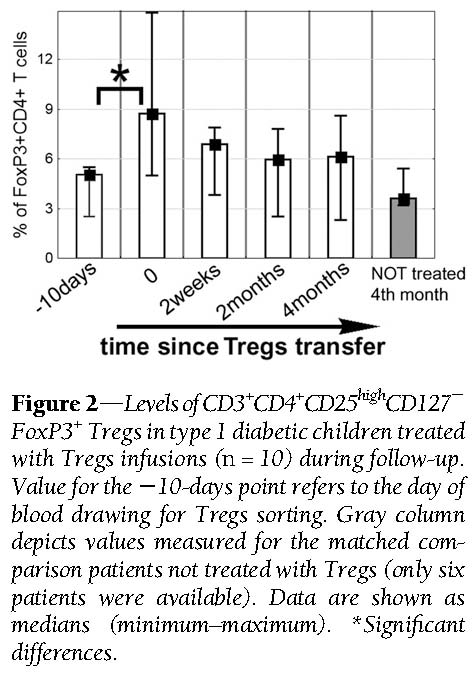 % of FoxP3+CD4+ T cells
12
9
6
3
0
*
-10days
0
2weeks
2months
4months
NOT treated
4th month
time since Tregs transfer
Figure 2—Levels of CD3⁺CD4⁺CD25ʰⁱᵍʰCD127⁻
FoxP3⁺ Tregs in type 1 diabetic children treated
with Tregs infusions (n = 10) during follow-up.
Value for the −10-days point refers to the day of
blood drawing for Tregs sorting. Gray column
depicts values measured for the matched com-
parison patients not treated with Tregs (only six
patients were available). Data are shown as
medians (minimum–maximum). *Significant
differences.